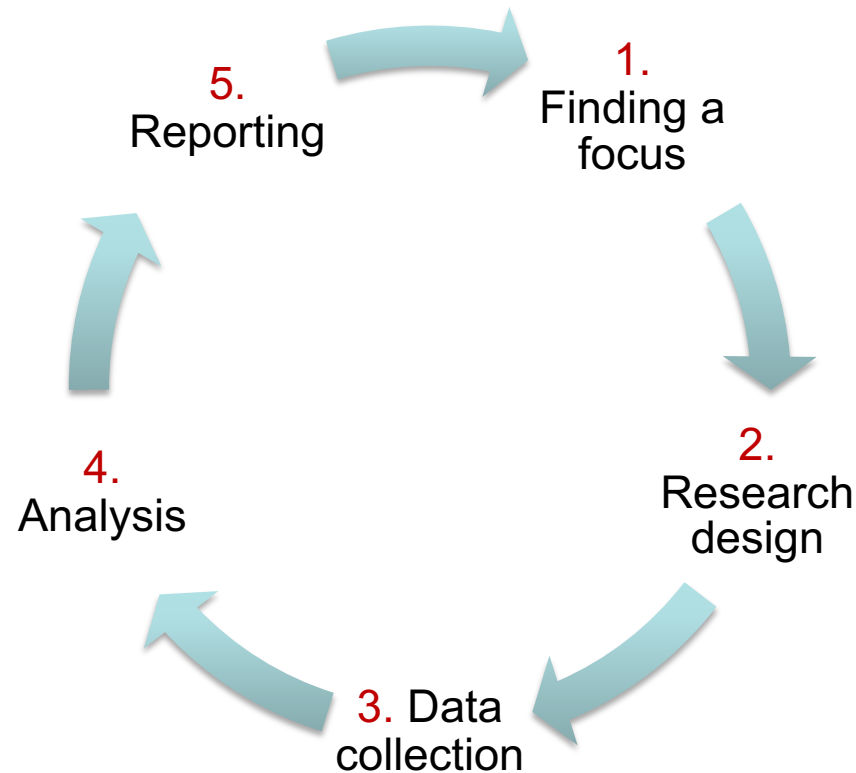 1.
Finding a
focus
2.
Research
design
3. Data
collection
4.
Analysis
5.
Reporting